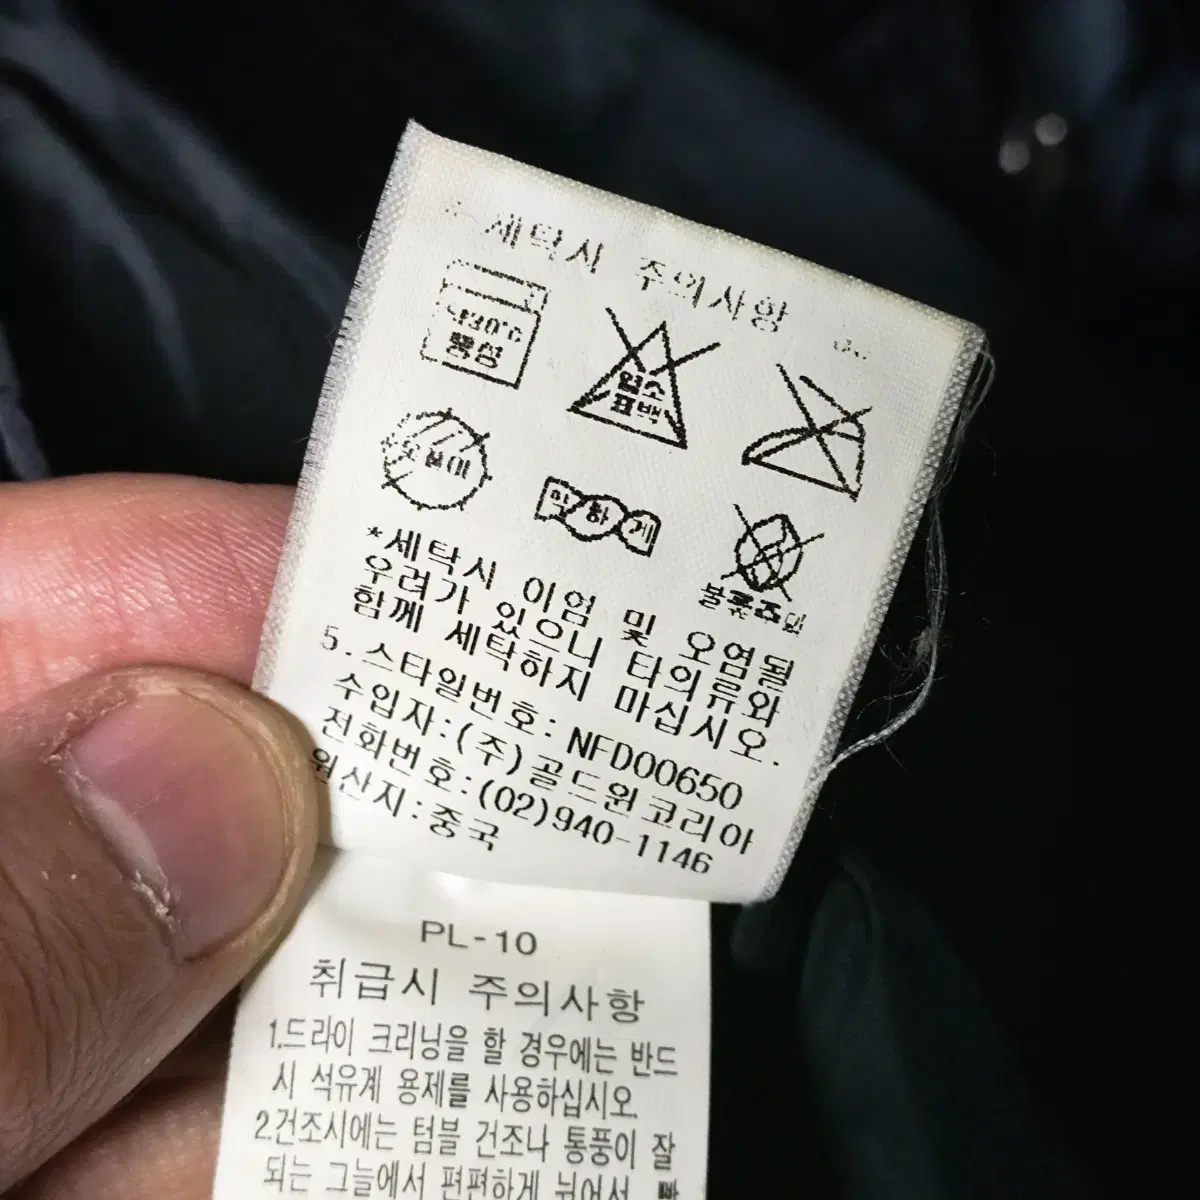 세탁시 주의사항
약30℃
중성
염소
표백
옷걸이
약하게
*세탁시 이염 및 오염될
우려가 있으니 타의류와
함께 세탁하지 마십시오.
5.스타일번호:NFD00650
수입자:(주)골드윈코리아
전화번호:(02)940-1146
원산지:중국
PL-10
취급시 주의사항
1.드라이 크리닝을 할 경우에는 반드
시 석유계 용제를 사용하십시오.
2.건조시에는 텀블 건조나 통풍이 잘
되는 그늘에서 편편하게 뉘어서